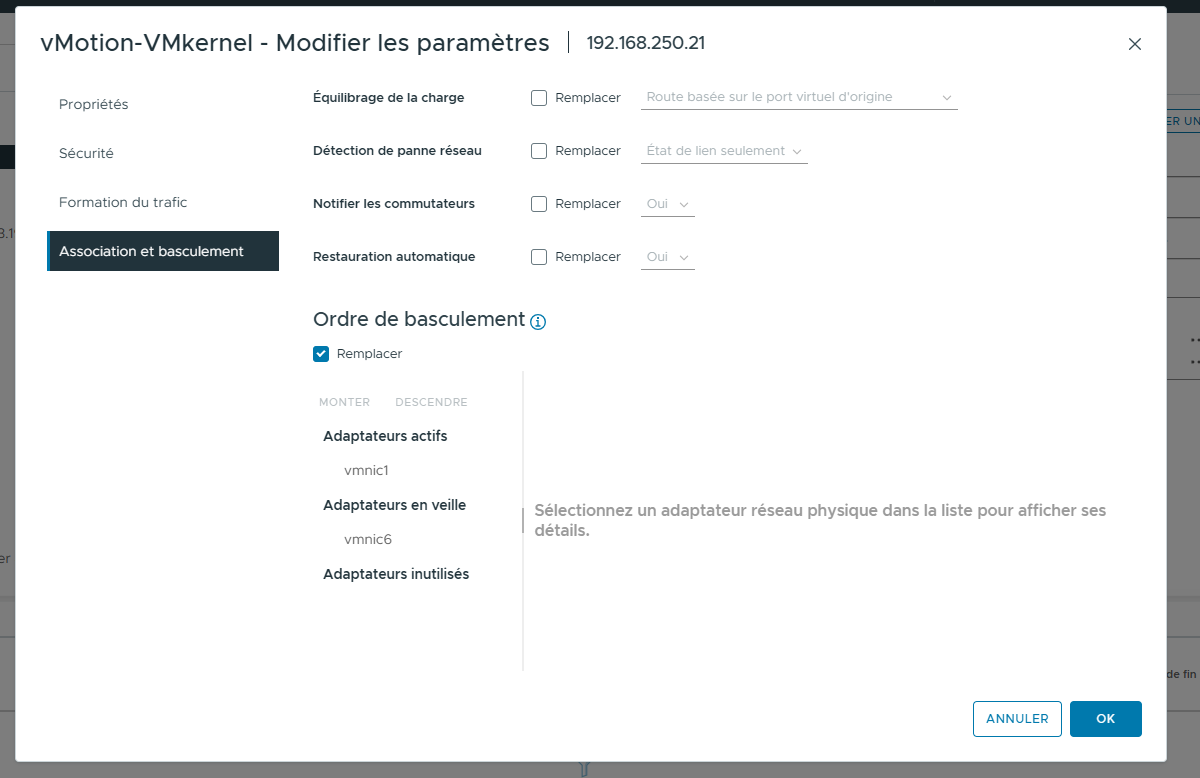 vMotion-VMkernel - Modifier les paramètres | 192.168.250.21
Propriétés
Sécurité
Formation du trafic
Association et basculement
Équilibrage de la charge Remplacer Route basée sur le port virtuel d'origine
Détection de panne réseau Remplacer État de lien seulement
Notifier les commutateurs Remplacer Oui
Restauration automatique Remplacer Oui
Ordre de basculement
Remplacer
MONTER DESCENDRE
Adaptateurs actifs
vmnic1
Adaptateurs en veille
vmnic6
Adaptateurs inutilisés
Sélectionnez un adaptateur réseau physique dans la liste pour afficher ses
détails.
ANNULER OK
ER UN
de fin